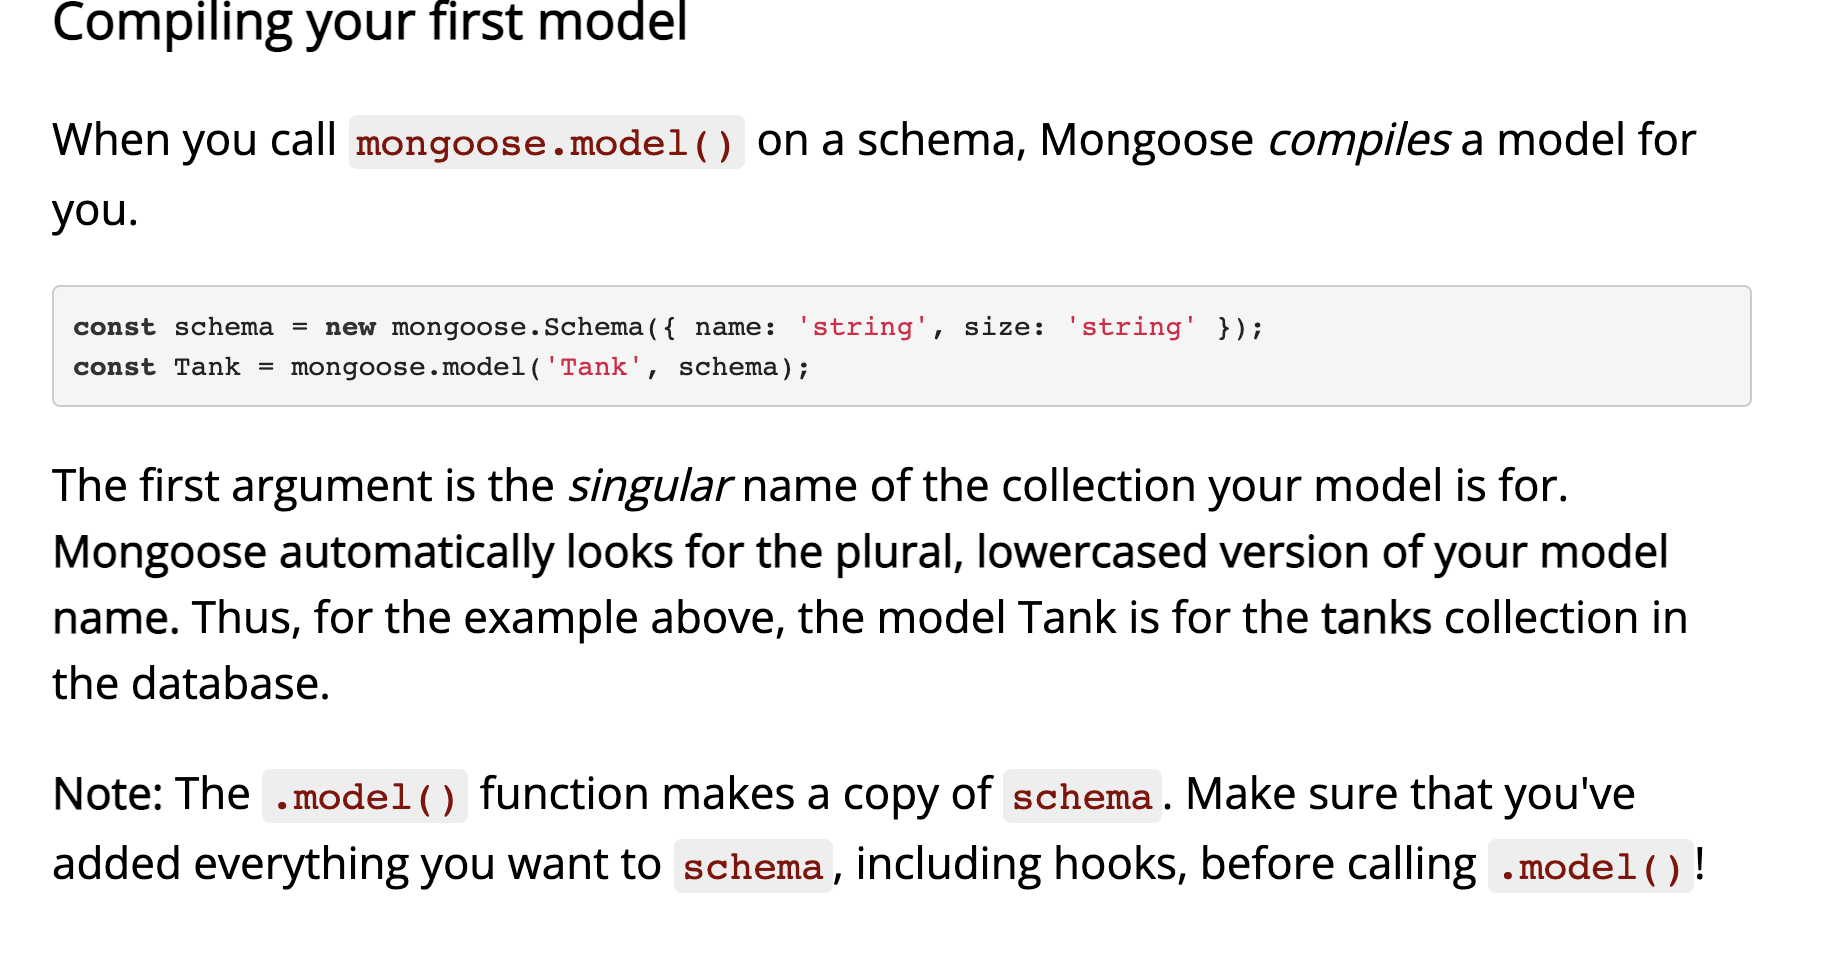 Compiling your first model
When you call mongoose.model() on a schema, Mongoose compiles a model for
you.
const schema = new mongoose.Schema({ name: 'string', size: 'string' });
const Tank = mongoose.model('Tank', schema);
The first argument is the singular name of the collection your model is for.
Mongoose automatically looks for the plural, lowercased version of your model
name. Thus, for the example above, the model Tank is for the tanks collection in
the database.
Note: The .model() function makes a copy of schema. Make sure that you've
added everything you want to schema, including hooks, before calling .model()!